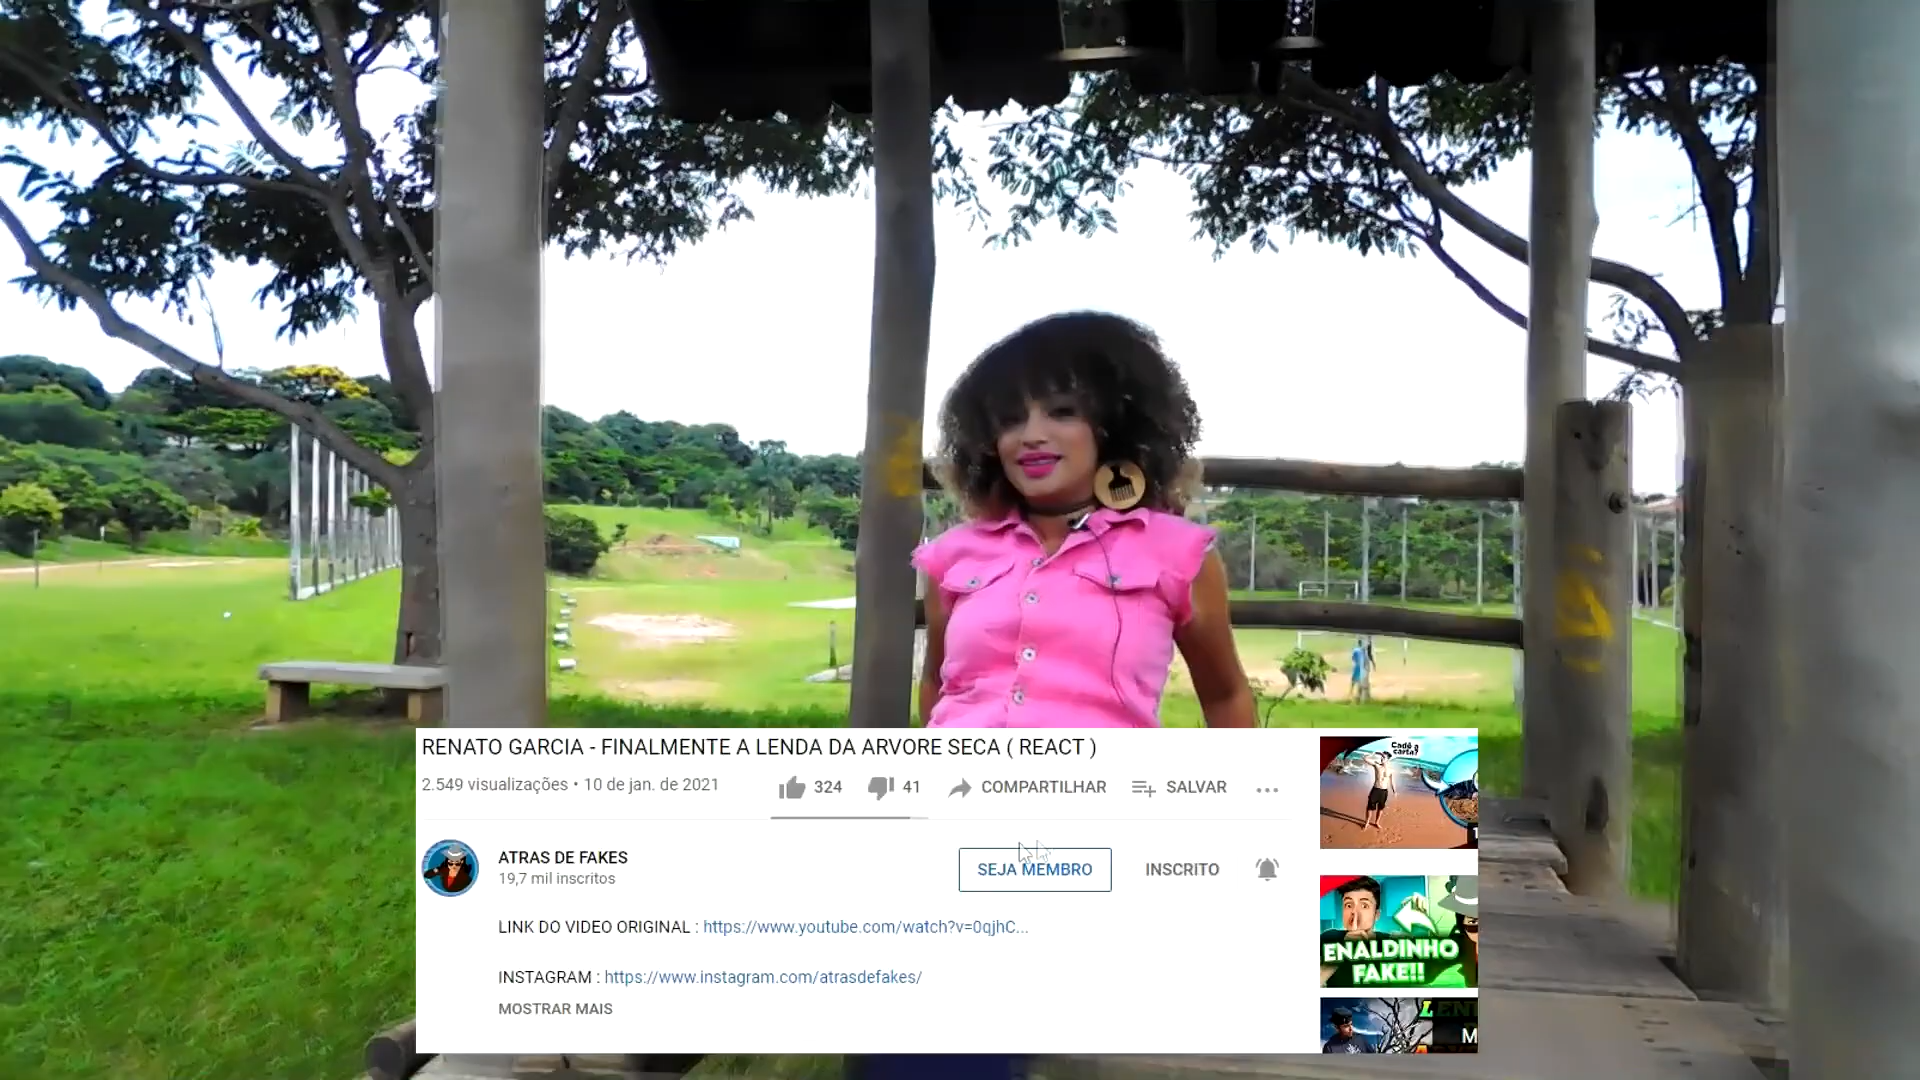 RENATO GARCIA - FINALMENTE A LENDA DA ARVORE SECA ( REACT )
2.549 visualizações • 10 de jan. de 2021
324
41
COMPARTILHAR
SALVAR
ATRAS DE FAKES
19,7 mil inscritos
SEJA MEMBRO
INSCRITO
LINK DO VIDEO ORIGINAL : https://www.youtube.com/watch?v=0qjhC...
INSTAGRAM : https://www.instagram.com/atrasdefakes/
MOSTRAR MAIS
Cadê a
carta?
ENALDINHO
FAKE!!